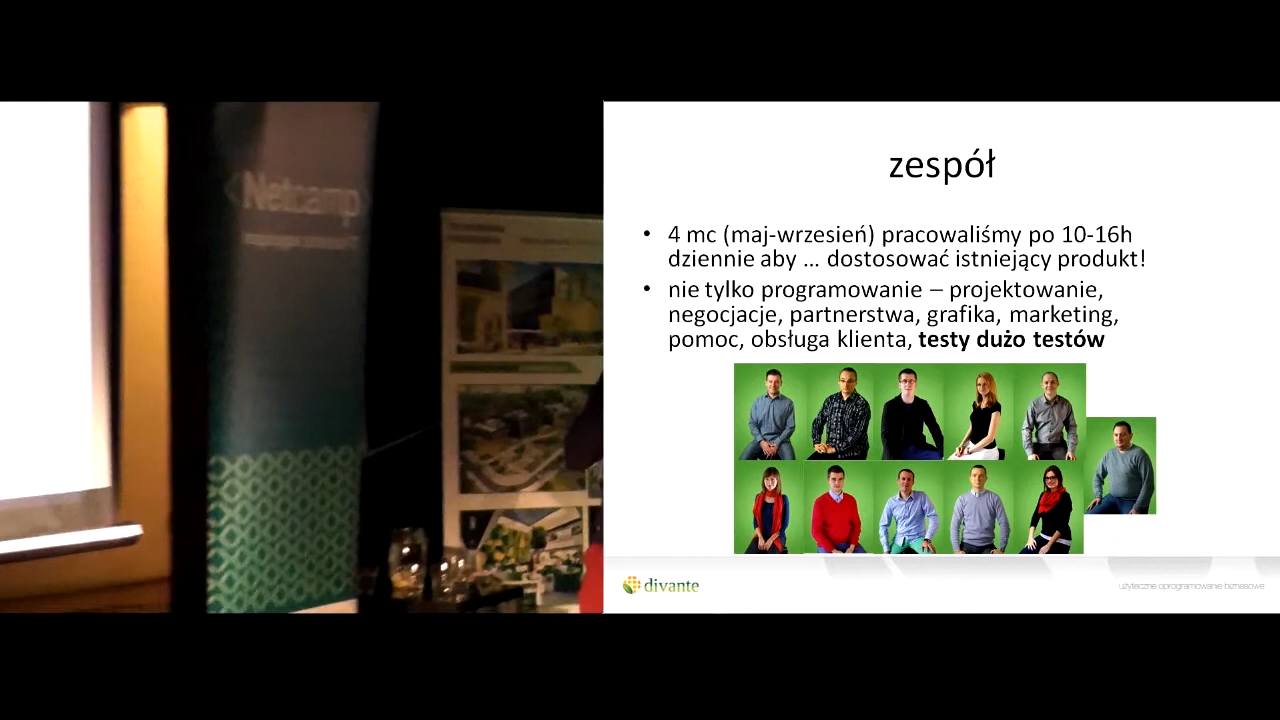 Netcamp
zespół
• 4 mc (maj-wrzesień) pracowaliśmy po 10-16h
dziennie aby ... dostosować istniejący produkt!
• nie tylko programowanie – projektowanie,
negocjacje, partnerstwa, grafika, marketing,
pomoc, obsługa klienta, testy dużo testów
divante
użyteczne oprogramowanie biznesowe